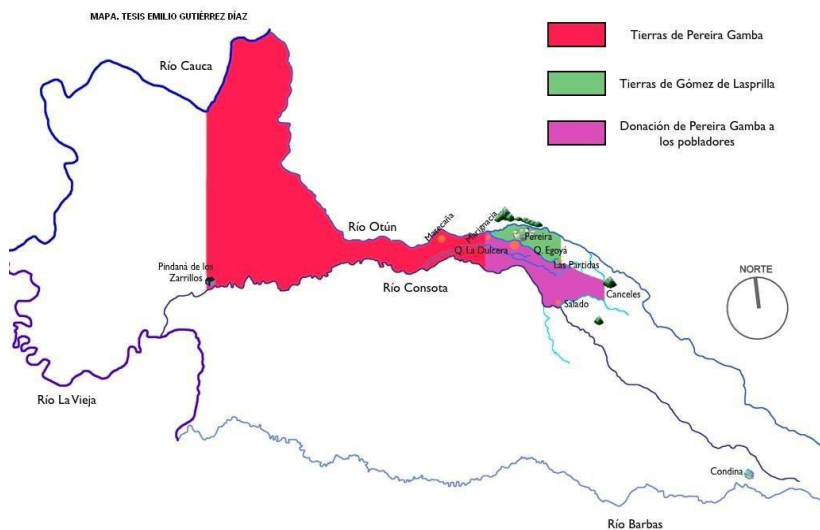 MAPA. TESIS EMILIO GUTIÉRREZ DÍAZ
Tierras de Pereira Gamba
Río Cauca
Tierras de Gómez de Lasprilla
Donación de Pereira Gamba a
los pobladores
Río Otún
Matecaña
Marignacia
Pereira
Q. La Dulcera
Q. Egoyá
Las Partidas
Pindaná de los
Zarrillos
Río Consota
Canceles
Salado
NORTE
Río La Vieja
Condina
Río Barbas